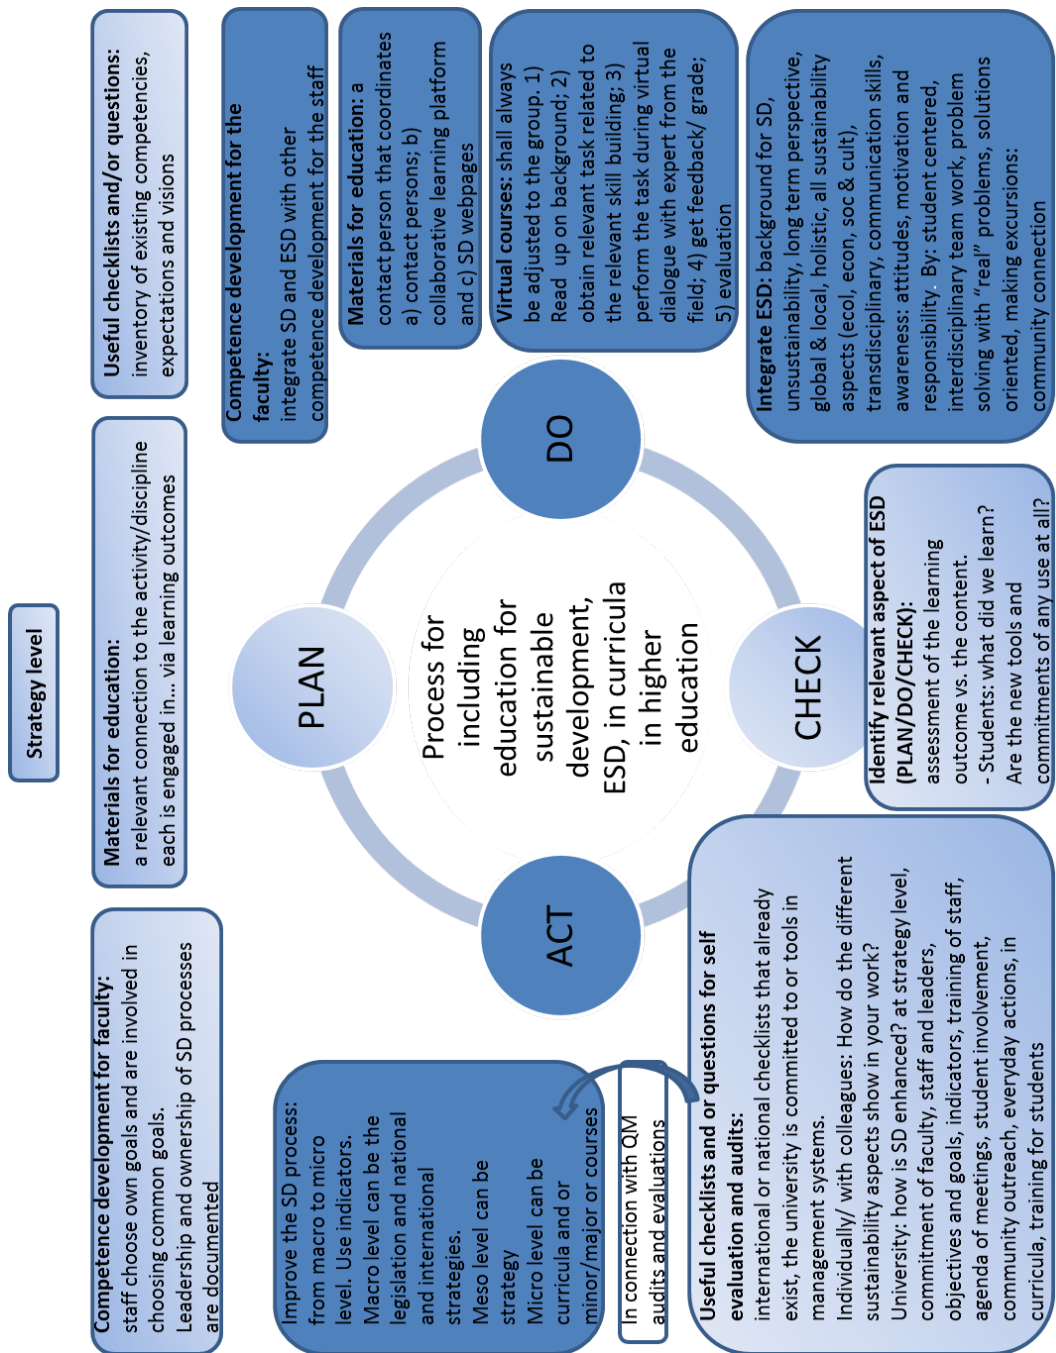 Strategy level
Competence development for faculty:
staff choose own goals and are involved in
choosing common goals.
Leadership and ownership of SD processes
are documented
Materials for education:
a relevant connection to the activity/discipline
each is engaged in… via learning outcomes
Useful checklists and/or questions:
inventory of existing competencies,
expectations and visions
PLAN
Competence development for the
faculty:
integrate SD and ESD with other
competence development for the staff
Materials for education: a
contact person that coordinates
a) contact persons; b)
collaborative learning platform
and c) SD webpages
Virtual courses: shall always
be adjusted to the group. 1)
Read up on background; 2)
obtain relevant task related to
the relevant skill building; 3)
perform the task during virtual
dialogue with expert from the
field; 4) get feedback/ grade;
5) evaluation
Integrate ESD: background for SD,
unsustainability, long term perspective,
global & local, holistic, all sustainability
aspects (ecol, econ, soc & cult),
transdisciplinary, communication skills,
awareness: attitudes, motivation and
responsibility. By: student centered,
interdisciplinary team work, problem
solving with “real” problems, solutions
oriented, making excursions:
community connection
DO
Process for
including
education for
sustainable
development,
ESD, in curricula
in higher
education
CHECK
Identify relevant aspect of ESD
(PLAN/DO/CHECK):
assessment of the learning
outcome vs. the content.
- Students: what did we learn?
Are the new tools and
commitments of any use at all?
ACT
Improve the SD process:
from macro to micro
level. Use indicators.
Macro level can be the
legislation and national
and international
strategies.
Meso level can be
strategy
Micro level can be
curricula and or
minor/major or courses
In connection with QM
audits and evaluations
Useful checklists and or questions for self
evaluation and audits:
international or national checklists that already
exist, the university is committed to or tools in
management systems.
Individually/ with colleagues: How do the different
sustainability aspects show in your work?
University: how is SD enhanced? at strategy level,
commitment of faculty, staff and leaders,
objectives and goals, indicators, training of staff,
agenda of meetings, student involvement,
community outreach, everyday actions, in
curricula, training for students